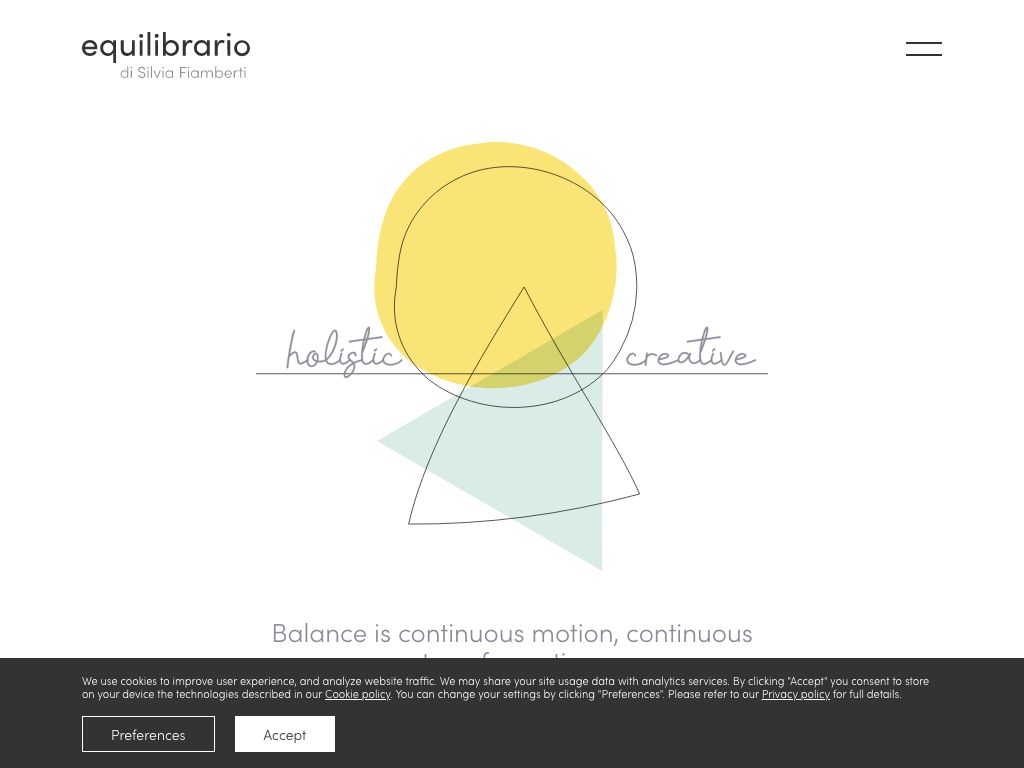 equilibrario
di Silvia Fiamberti
holistic
creative
Balance is continuous motion, continuous
We use cookies to improve user experience, and analyze website traffic. We may share your site usage data with analytics services. By clicking "Accept" you consent to store
on your device the technologies described in our Cookie policy. You can change your settings by clicking "Preferences". Please refer to our Privacy policy for full details.
Preferences
Accept